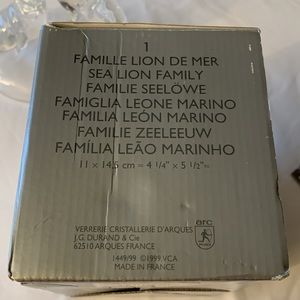 1
FAMILLE LION DE MER
SEA LION FAMILY
FAMILIE SEELÖWE
FAMIGLIA LEONE MARINO
FAMILIA LEÓN MARINO
FAMILIE ZEELEEUW
FAMÍLIA LEÃO MARINHO
11 x 14,5 cm = 4 1/4" x 5 1/2"
arc
VERRERIE CRISTALLERIE D'ARQUES
J.G. DURAND & Cie
62510 ARQUES FRANCE
1449/99 ©1999 VCA
MADE IN FRANCE